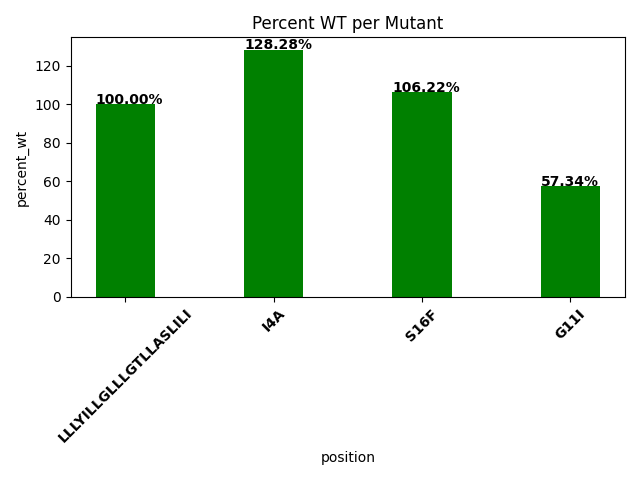 Percent WT per Mutant
128.28%
120
106.22%
100.00%
100
percent_wt
80
60
57.34%
40
20
0
LLLYILLGLLLGTLLASLILI
I4A
S16F
G11I
position